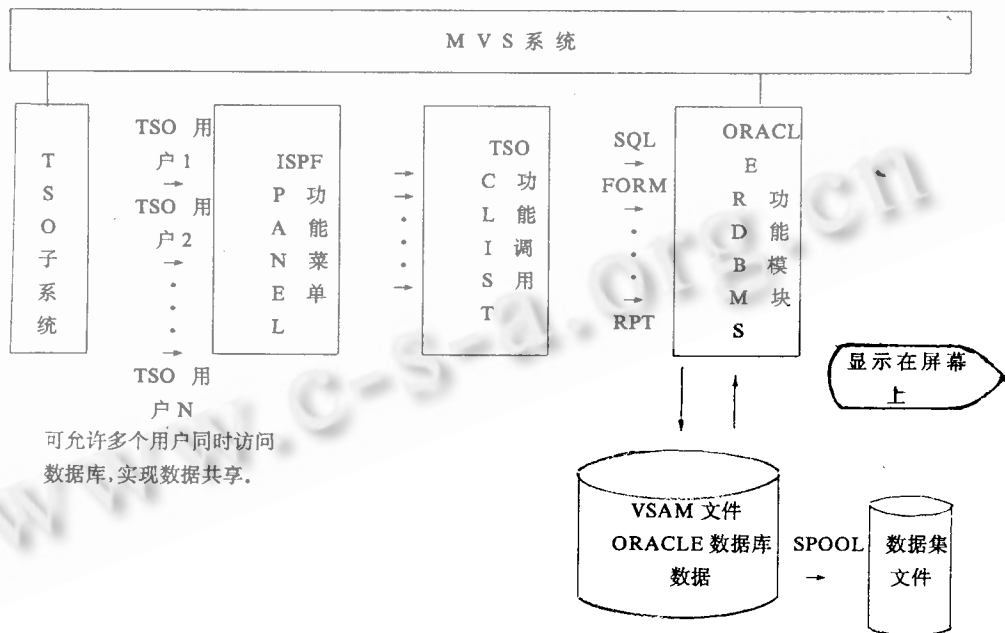 M V S 系 统
T
S
O
子
系
统
TSO 用
户 1
→
TSO 用
户 2
→
→
TSO 用
户 N
ISPF
P 功
A 能
N 菜
E 单
L
→
→
→
TSO
C 功
L 能
I 调
S 用
T
SQL
→
FORM
→
→
RPT
ORACL
E
R 功
D 能
B 模
M 块
S
可允许多个用户同时访问
数据库,实现数据共享。
显示在屏幕
上
VSAM 文件
ORACLE 数据库
数据
SPOOL
→
数据集
文件
www.c-s-a.org.cn